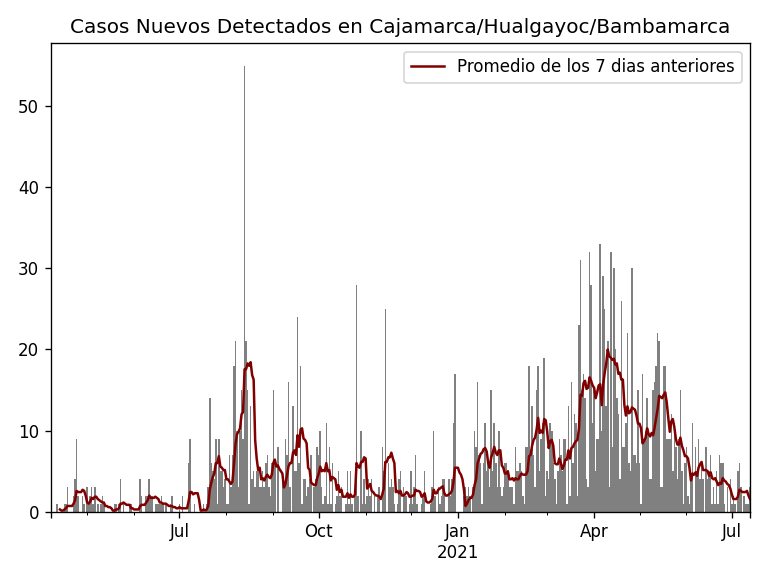 Casos Nuevos Detectados en Cajamarca/Hualgayoc/Bambamarca
Promedio de los 7 dias anteriores
50
40
30
20
10
0
Jul
Oct
Jan
2021
Apr
Jul